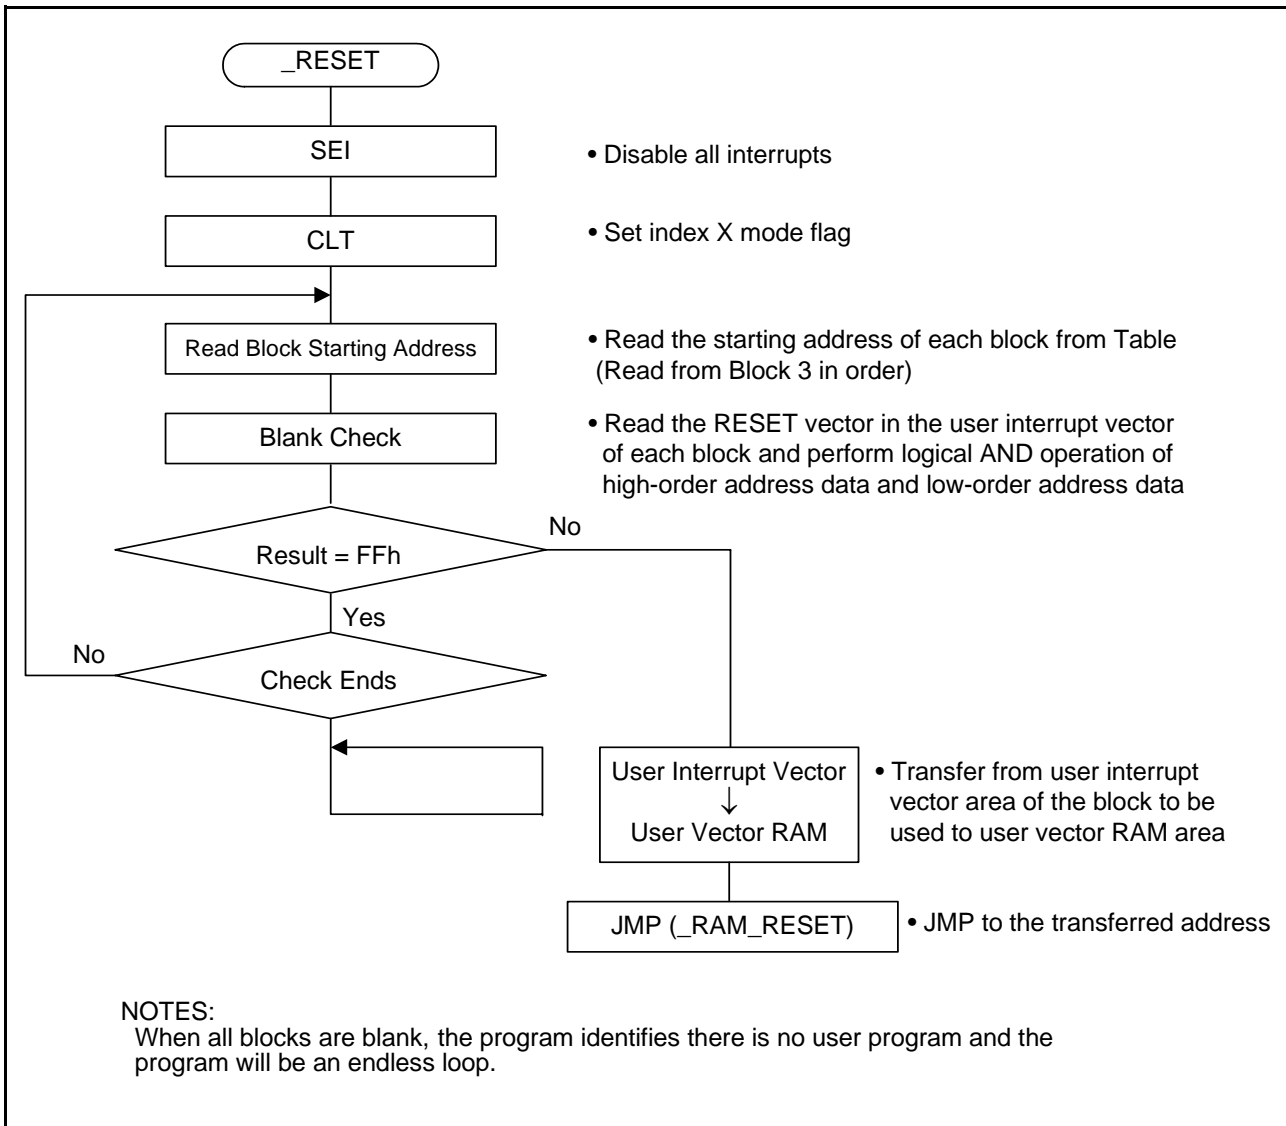 _RESET
SEI
• Disable all interrupts
CLT
• Set index X mode flag
Read Block Starting Address
• Read the starting address of each block from Table
(Read from Block 3 in order)
Blank Check
• Read the RESET vector in the user interrupt vector
of each block and perform logical AND operation of
high-order address data and low-order address data
No
Result = FFh
Yes
No
Check Ends
User Interrupt Vector
↓
User Vector RAM
• Transfer from user interrupt
vector area of the block to be
used to user vector RAM area
JMP (_RAM_RESET)
• JMP to the transferred address
NOTES:
When all blocks are blank, the program identifies there is no user program and the
program will be an endless loop.